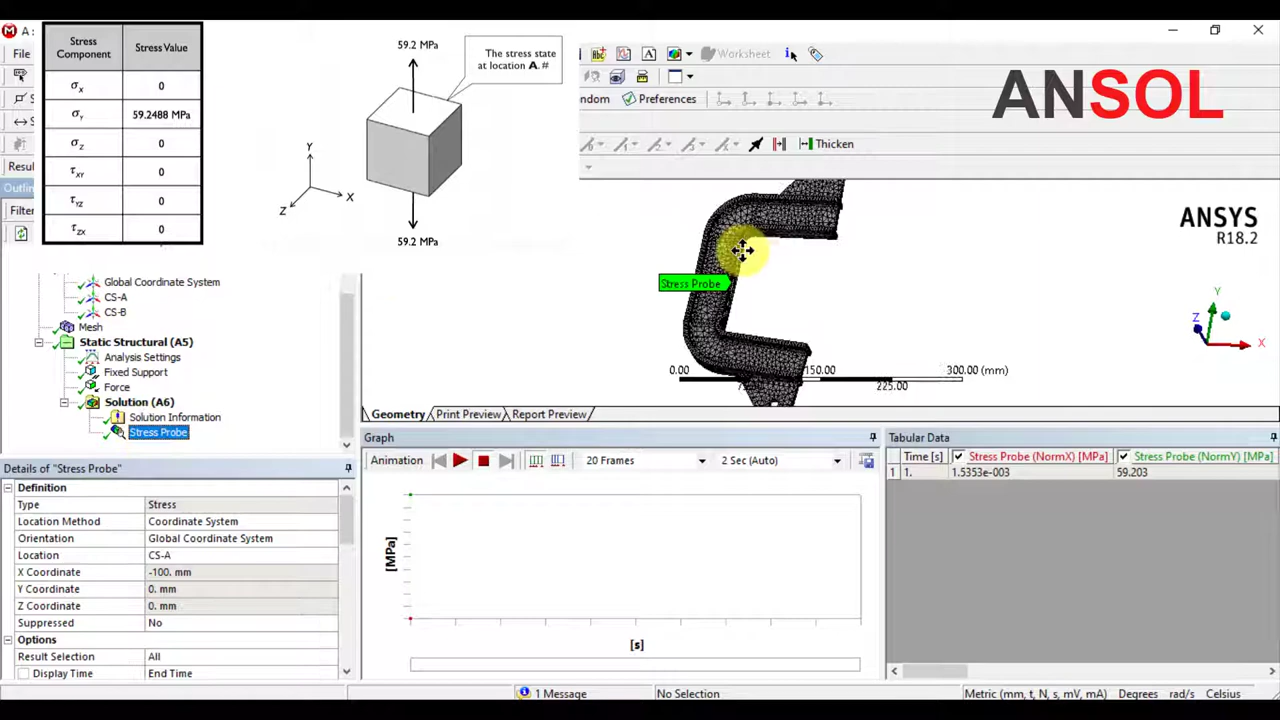 A :
File
Stress Component
Stress Value
σX
0
σY
59.2488 MPa
σZ
0
τXY
0
τYZ
0
τZX
0
59.2 MPa
The stress state
at location A.#
Y
X
Z
59.2 MPa
Worksheet
ndom
Preferences
Thicken
S
Resul
Outlin
Filter
ANSOL
ANSYS
R18.2
Global Coordinate System
CS-A
CS-B
Mesh
Static Structural (A5)
Analysis Settings
Fixed Support
Force
Solution (A6)
Solution Information
Stress Probe
Stress Probe
Y
Z
X
0.00
150.00
300.00 (mm)
225.00
Geometry
Print Preview
Report Preview
Details of "Stress Probe"
Definition
Type
Stress
Location Method
Coordinate System
Orientation
Global Coordinate System
Location
CS-A
X Coordinate
-100. mm
Y Coordinate
0. mm
Z Coordinate
0. mm
Suppressed
No
Options
Result Selection
All
Display Time
End Time
Graph
Animation
20 Frames
2 Sec (Auto)
[MPa]
[s]
Tabular Data
Time [s]
Stress Probe (NormX) [MPa]
Stress Probe (NormY) [MPa]
1
1.
1.5353e-003
59.203
1 Message
No Selection
Metric (mm, t, N, s, mV, mA)
Degrees
rad/s
Celsius